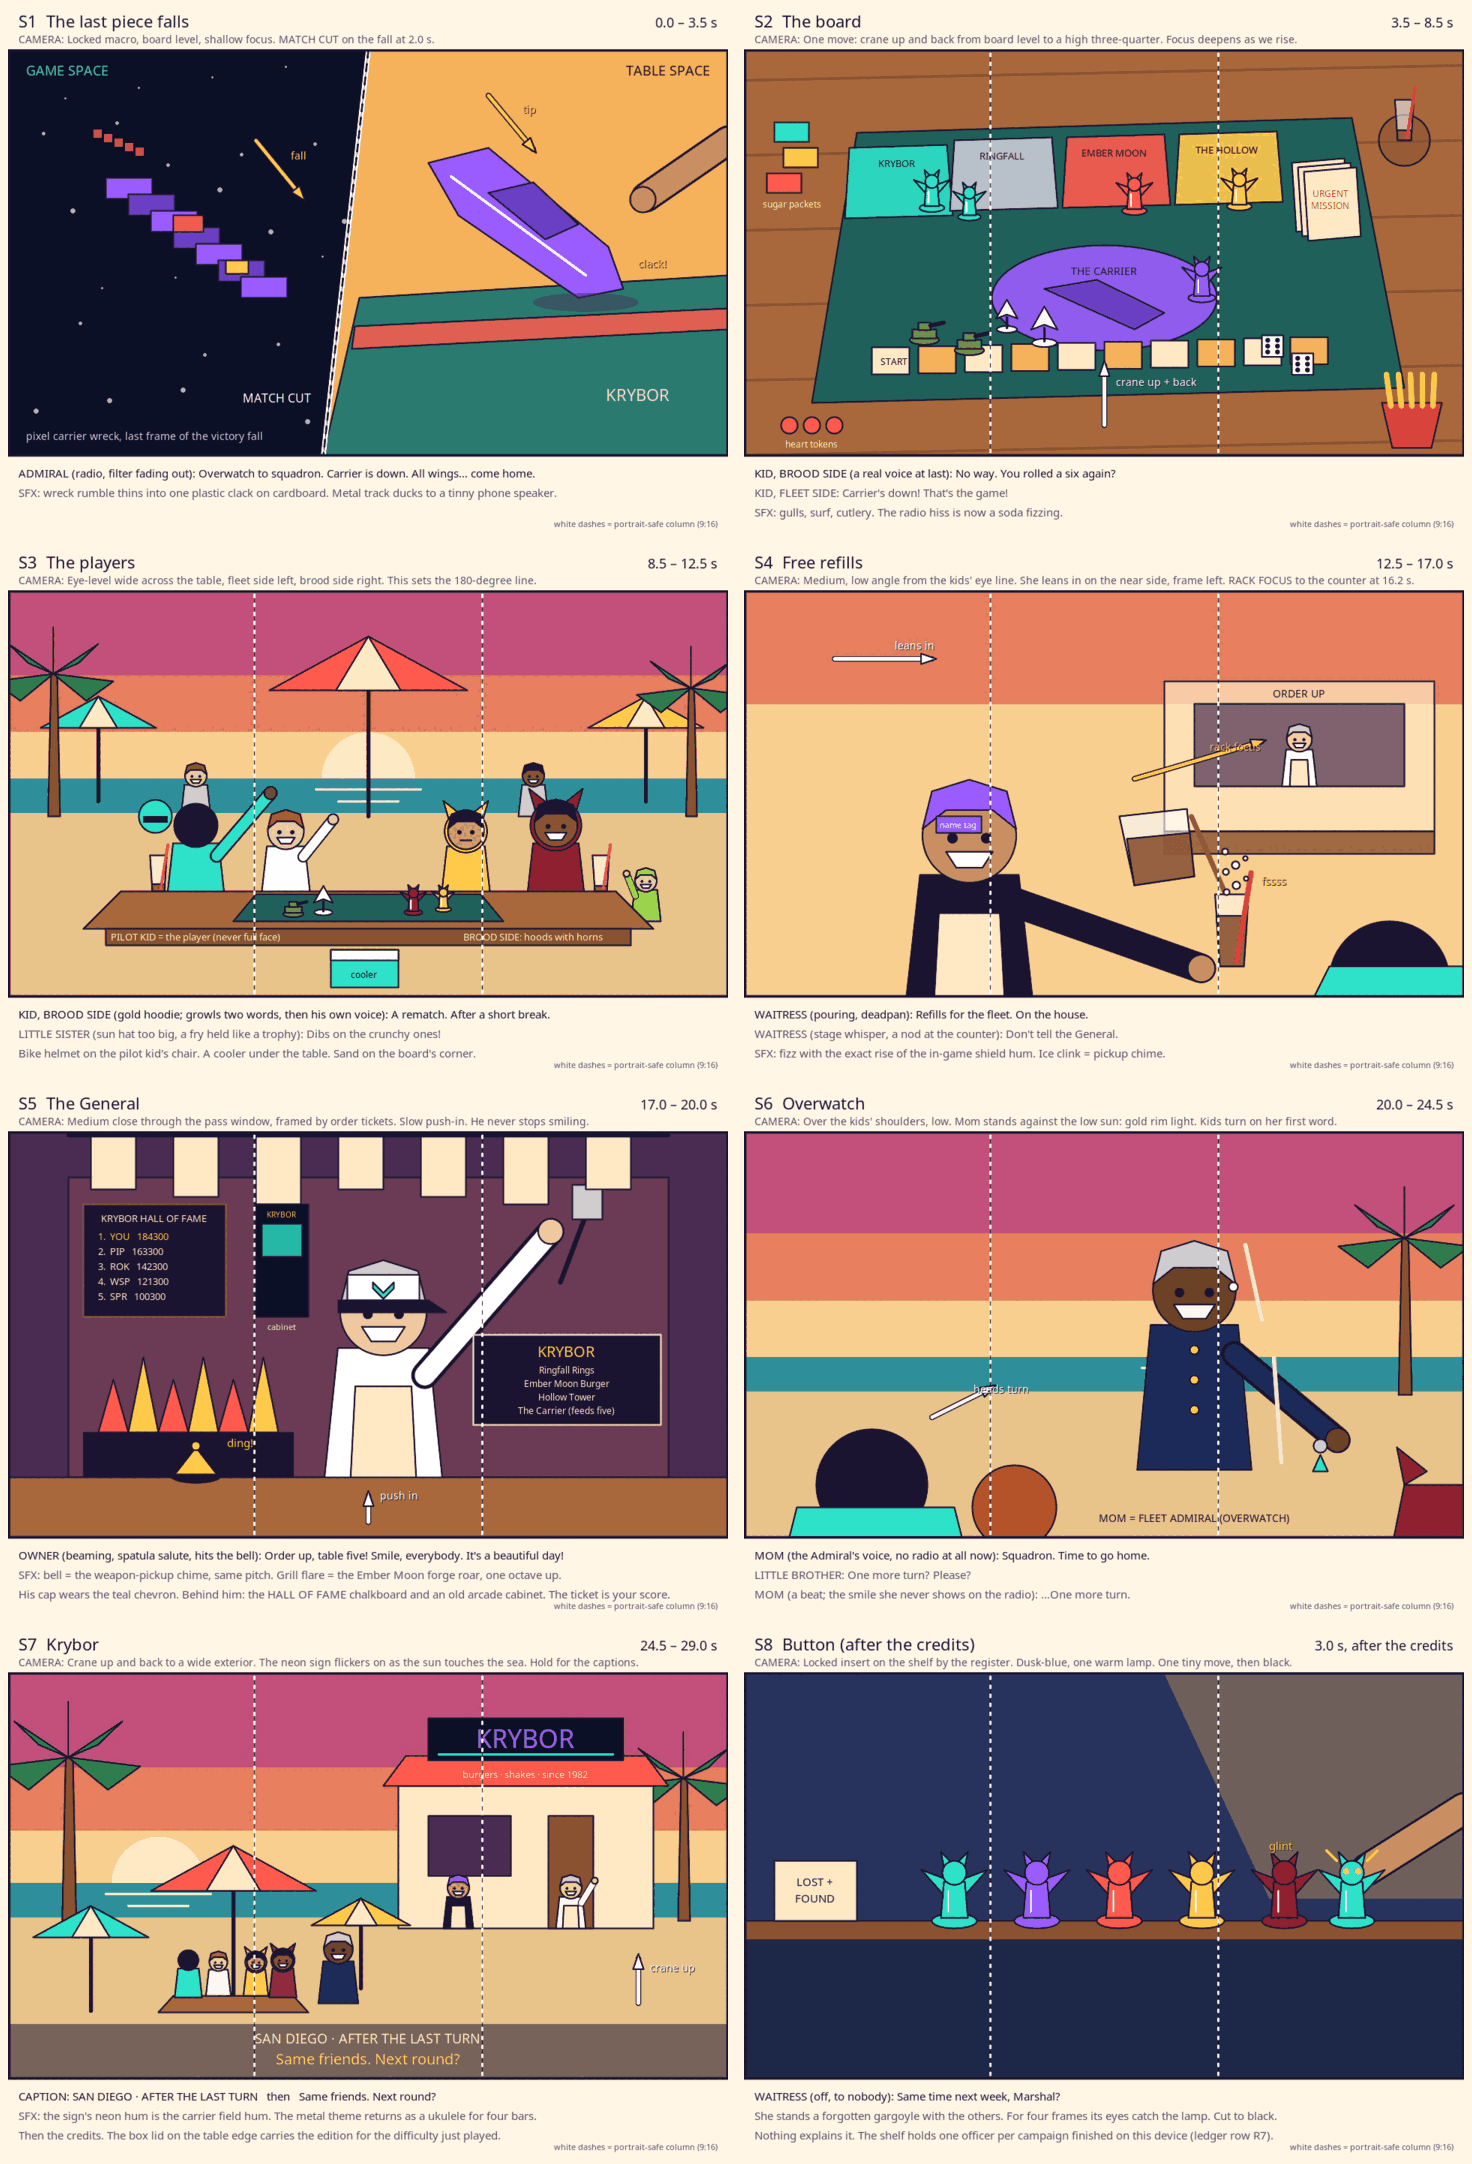 S1 The last piece falls
0.0 – 3.5 s
CAMERA: Locked macro, board level, shallow focus. MATCH CUT on the fall at 2.0 s.
GAME SPACE
TABLE SPACE
tip
fall
clack!
MATCH CUT
KRYBOR
pixel carrier wreck, last frame of the victory fall
ADMIRAL (radio, filter fading out): Overwatch to squadron. Carrier is down. All wings... come home.
SFX: wreck rumble thins into one plastic clack on cardboard. Metal track ducks to a tinny phone speaker.
white dashes = portrait-safe column (9:16)
S2 The board
3.5 – 8.5 s
CAMERA: One move: crane up and back from board level to a high three-quarter. Focus deepens as we rise.
KRYBOR
RINGFALL
EMBER MOON
THE HOLLOW
sugar packets
URGENT
MISSION
THE CARRIER
START
crane up + back
heart tokens
KID, BROOD SIDE (a real voice at last): No way. You rolled a six again?
KID, FLEET SIDE: Carrier's down! That's the game!
SFX: gulls, surf, cutlery. The radio hiss is now a soda fizzing.
white dashes = portrait-safe column (9:16)
S3 The players
8.5 – 12.5 s
CAMERA: Eye-level wide across the table, fleet side left, brood side right. This sets the 180-degree line.
PILOT KID = the player (never full face)
BROOD SIDE: hoods with horns
cooler
KID, BROOD SIDE (gold hoodie; growls two words, then his own voice): A rematch. After a short break.
LITTLE SISTER (sun hat too big, a fry held like a trophy): Dibs on the crunchy ones!
Bike helmet on the pilot kid's chair. A cooler under the table. Sand on the board's corner.
white dashes = portrait-safe column (9:16)
S4 Free refills
12.5 – 17.0 s
CAMERA: Medium, low angle from the kids' eye line. She leans in on the near side, frame left. RACK FOCUS to the counter at 16.2 s.
leans in
ORDER UP
rack focus
name tag
fssss
WAITRESS (pouring, deadpan): Refills for the fleet. On the house.
WAITRESS (stage whisper, a nod at the counter): Don't tell the General.
SFX: fizz with the exact rise of the in-game shield hum. Ice clink = pickup chime.
white dashes = portrait-safe column (9:16)
S5 The General
17.0 – 20.0 s
CAMERA: Medium close through the pass window, framed by order tickets. Slow push-in. He never stops smiling.
KRYBOR HALL OF FAME
1. YOU 184300
2. PIP 163300
3. ROK 142300
4. WSP 121300
5. SPR 100300
KRYBOR
cabinet
KRYBOR
Ringfall Rings
Ember Moon Burger
Hollow Tower
The Carrier (feeds five)
ding!
push in
OWNER (beaming, spatula salute, hits the bell): Order up, table five! Smile, everybody. It's a beautiful day!
SFX: bell = the weapon-pickup chime, same pitch. Grill flare = the Ember Moon forge roar, one octave up.
His cap wears the teal chevron. Behind him: the HALL OF FAME chalkboard and an old arcade cabinet. The ticket is your score.
white dashes = portrait-safe column (9:16)
S6 Overwatch
20.0 – 24.5 s
CAMERA: Over the kids' shoulders, low. Mom stands against the low sun: gold rim light. Kids turn on her first word.
heads turn
MOM = FLEET ADMIRAL (OVERWATCH)
MOM (the Admiral's voice, no radio at all now): Squadron. Time to go home.
LITTLE BROTHER: One more turn? Please?
MOM (a beat; the smile she never shows on the radio): ...One more turn.
white dashes = portrait-safe column (9:16)
S7 Krybor
24.5 – 29.0 s
CAMERA: Crane up and back to a wide exterior. The neon sign flickers on as the sun touches the sea. Hold for the captions.
KRYBOR
burgers · shakes · since 1982
crane up
SAN DIEGO · AFTER THE LAST TURN
Same friends. Next round?
CAPTION: SAN DIEGO · AFTER THE LAST TURN then Same friends. Next round?
SFX: the sign's neon hum is the carrier field hum. The metal theme returns as a ukulele for four bars.
Then the credits. The box lid on the table edge carries the edition for the difficulty just played.
white dashes = portrait-safe column (9:16)
S8 Button (after the credits)
3.0 s, after the credits
CAMERA: Locked insert on the shelf by the register. Dusk-blue, one warm lamp. One tiny move, then black.
glint
LOST +
FOUND
WAITRESS (off, to nobody): Same time next week, Marshal?
She stands a forgotten gargoyle with the others. For four frames its eyes catch the lamp. Cut to black.
Nothing explains it. The shelf holds one officer per campaign finished on this device (ledger row R7).
white dashes = portrait-safe column (9:16)